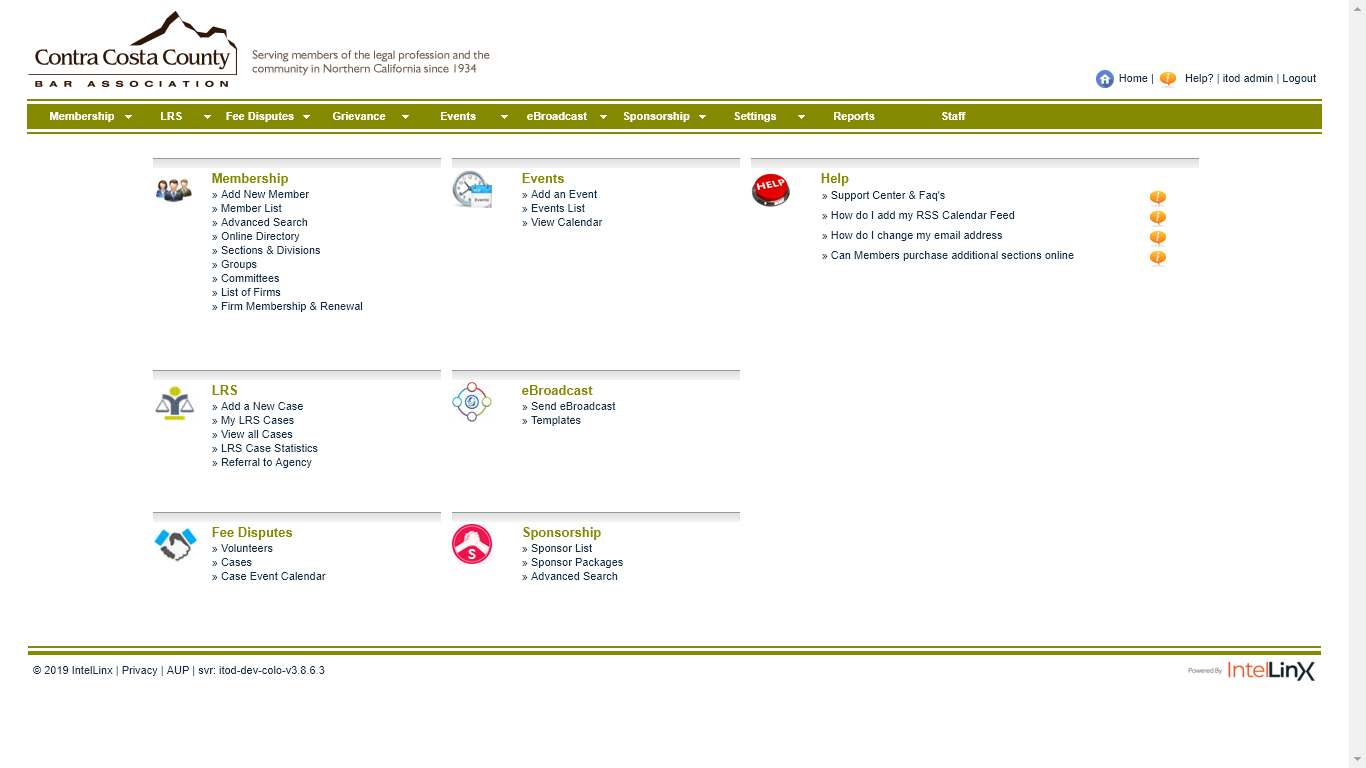 Contra Costa County
BAR ASSOCIATION
Serving members of the legal profession and the
community in Northern California since 1934
Home | Help? | itod admin | Logout
Membership LRS Fee Disputes Grievance Events eBroadcast Sponsorship Settings Reports Staff
Membership
» Add New Member
» Member List
» Advanced Search
» Online Directory
» Sections & Divisions
» Groups
» Committees
» List of Firms
» Firm Membership & Renewal
Events
Events
» Add an Event
» Events List
» View Calendar
HELP
Help
» Support Center & Faq's
» How do I add my RSS Calendar Feed
» How do I change my email address
» Can Members purchase additional sections online
LRS
» Add a New Case
» My LRS Cases
» View all Cases
» LRS Case Statistics
» Referral to Agency
eBroadcast
» Send eBroadcast
» Templates
Fee Disputes
» Volunteers
» Cases
» Case Event Calendar
S
Sponsorship
» Sponsor List
» Sponsor Packages
» Advanced Search
© 2019 IntelLinx | Privacy | AUP | svr: itod-dev-colo-v3.8.6.3
Powered By IntelLinX